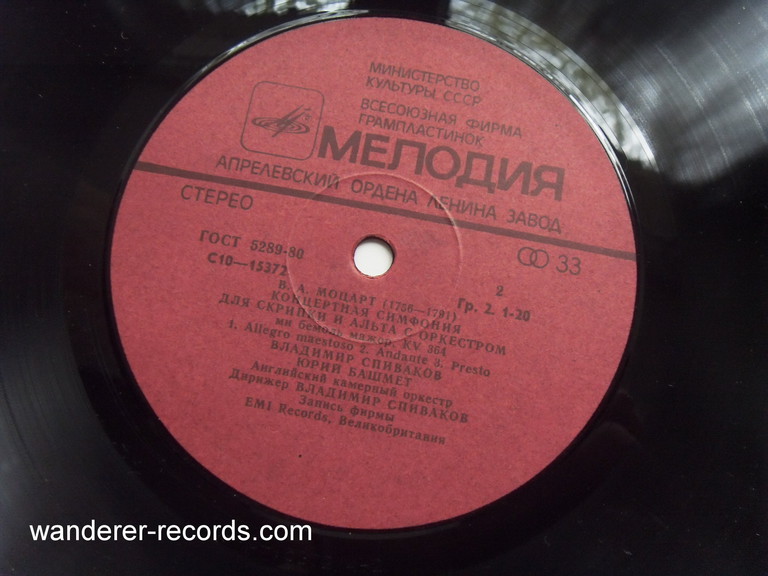 МИНИСТЕРСТВО
КУЛЬТУРЫ СССР
ВСЕСОЮЗНАЯ ФИРМА
ГРАМПЛАСТИНОК
МЕЛОДИЯ
АПРЕЛЕВСКИЙ ОРДЕНА ЛЕНИНА ЗАВОД
СТЕРЕО
33
ГОСТ 5289-80
С10—15372
2
Гр. 2. 1-20
В. А. МОЦАРТ (1756—1791)
КОНЦЕРТНАЯ СИМФОНИЯ
ДЛЯ СКРИПКИ И АЛЬТА С ОРКЕСТРОМ
ми бемоль мажор, KV 364
1. Allegro maestoso 2. Andante 3. Presto
ВЛАДИМИР СПИВАКОВ
ЮРИЙ БАШМЕТ
Английский камерный оркестр
Дирижер ВЛАДИМИР СПИВАКОВ
Запись фирмы
EMI Records, Великобритания
wanderer-records.com